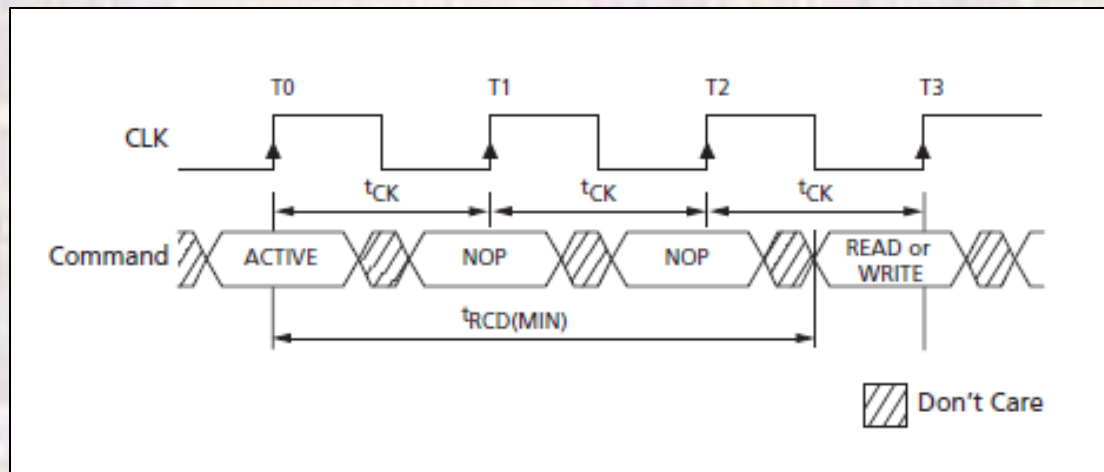 T0 T1 T2 T3
CLK
tCK tCK tCK
Command ACTIVE NOP NOP READ or
WRITE
tRCD(MIN)
Don't Care